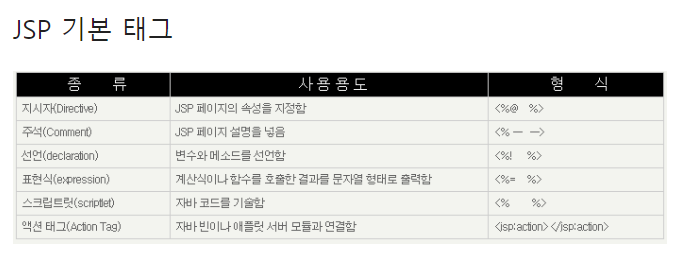 JSP 기본 태그
종 류 사 용 용 도 형 식
지시자(Directive) JSP 페이지의 속성을 지정함 <%@ %>
주석(Comment) JSP 페이지 설명을 넣음 <% — —>
선언(declaration) 변수와 메소드를 선언함 <%! %>
표현식(expression) 계산식이나 함수를 호출한 결과를 문자열 형태로 출력함 <%= %>
스크립트릿(scriptlet) 자바 코드를 기술함 <% %>
액션 태그(Action Tag) 자바 빈이나 애플릿 서버 모듈과 연결함 <jsp:action></jsp:action>